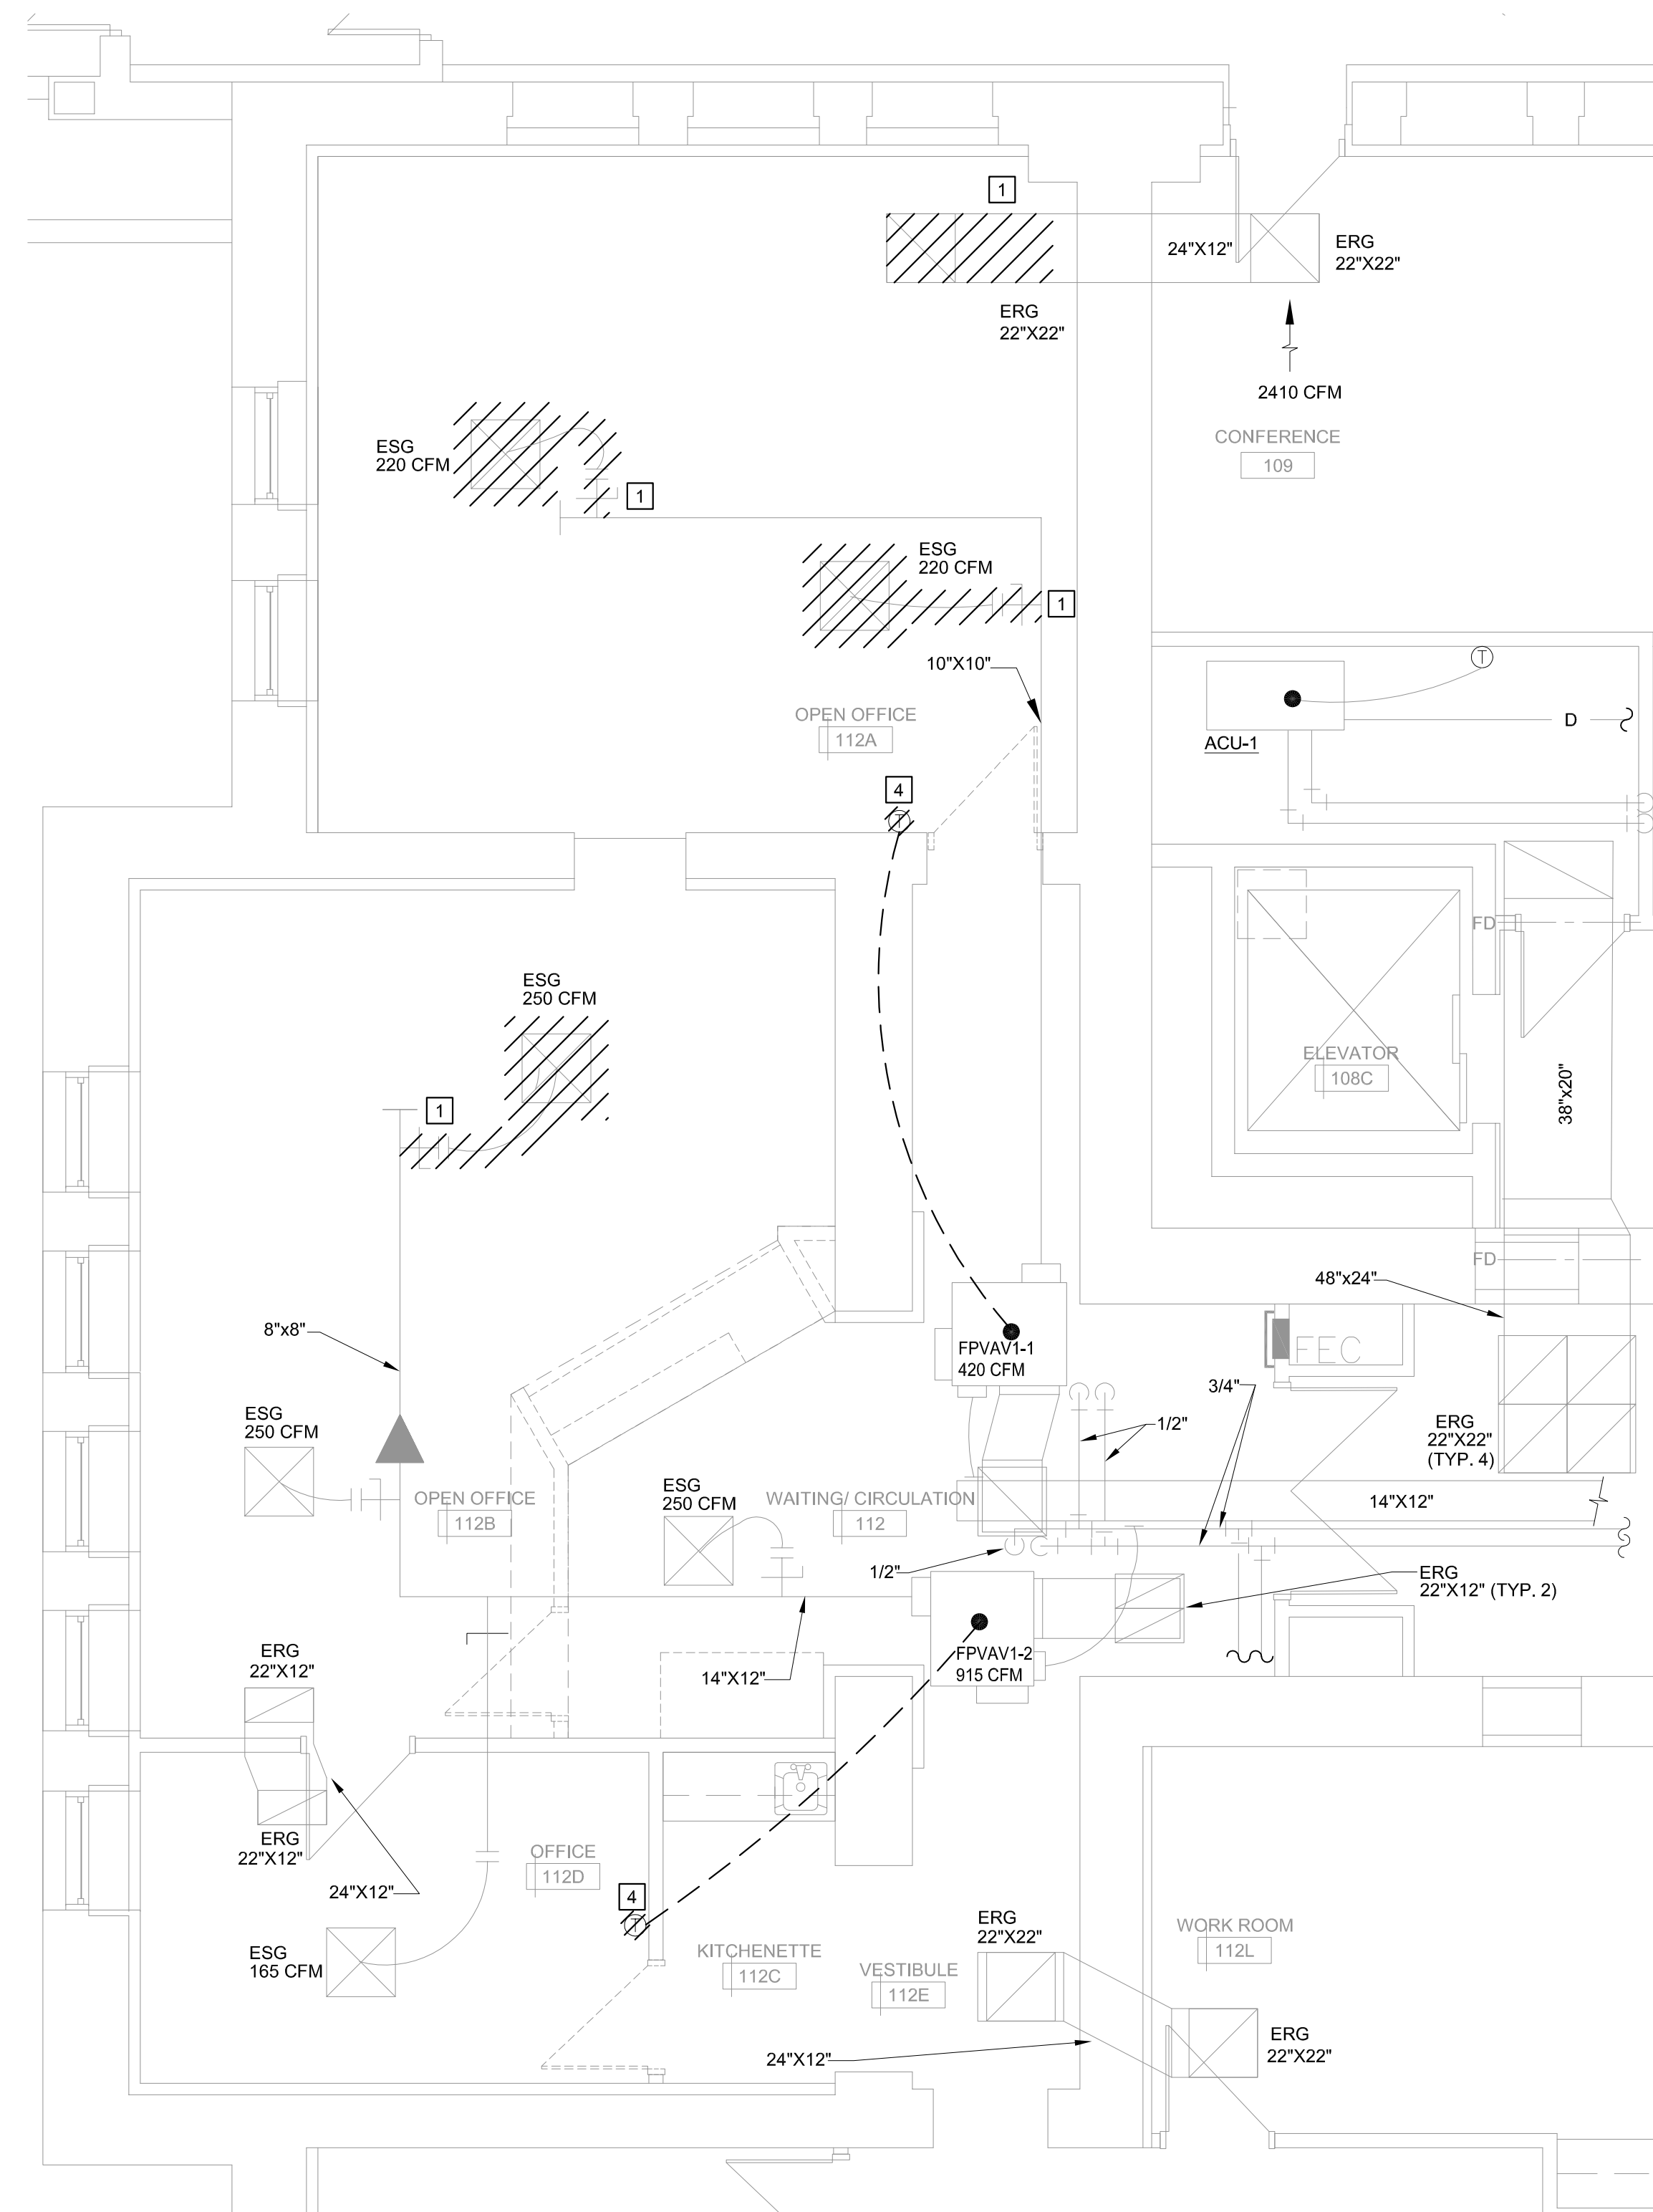 1
24"X12"
ERG
22"X22"
ERG
22"X22"
2410 CFM
CONFERENCE
109
ESG
220 CFM
1
ESG
220 CFM
1
10"X10"
T
OPEN OFFICE
112A
D
ACU-1
4
T
FD
ESG
250 CFM
ELEVATOR
108C
38"x20"
1
FD
48"x24"
8"x8"
FPVAV1-1
420 CFM
FEC
3/4"
ESG
250 CFM
1/2"
ERG
22"X22"
(TYP. 4)
OPEN OFFICE
112B
ESG
250 CFM
WAITING/ CIRCULATION
112
14"X12"
1/2"
ERG
22"X12" (TYP. 2)
ERG
22"X12"
14"X12"
FPVAV1-2
915 CFM
ERG
22"X12"
24"X12"
OFFICE
112D
4
T
ESG
165 CFM
KITCHENETTE
112C
VESTIBULE
112E
ERG
22"X22"
WORK ROOM
112L
24"X12"
ERG
22"X22"